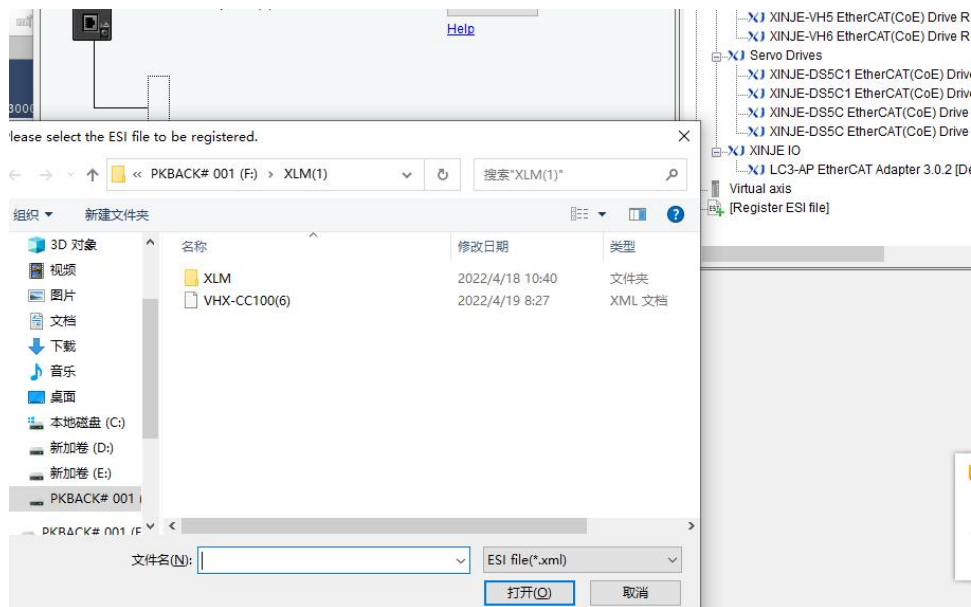 Help
XINJE-VH5 EtherCAT(CoE) Drive R
XINJE-VH6 EtherCAT(CoE) Drive R
Servo Drives
XINJE-DS5C1 EtherCAT(CoE) Drive
XINJE-DS5C1 EtherCAT(CoE) Drive
XINJE-DS5C EtherCAT(CoE) Drive
XINJE-DS5C EtherCAT(CoE) Drive
XINJE IO
LC3-AP EtherCAT Adapter 3.0.2 [De
Virtual axis
[Register ESI file]
3000
lease select the ESI file to be registered.
« PKBACK# 001 (F:) › XLM(1)
搜索"XLM(1)"
组织 新建文件夹
3D 对象
视频
图片
文档
下载
音乐
桌面
本地磁盘 (C:)
新加卷 (D:)
新加卷 (E:)
PKBACK# 001 (
PKBACK# 001 (F
名称 修改日期 类型
XLM 2022/4/18 10:40 文件夹
VHX-CC100(6) 2022/4/19 8:27 XML 文档
文件名(N): ESI file(*.xml)
打开(O) 取消